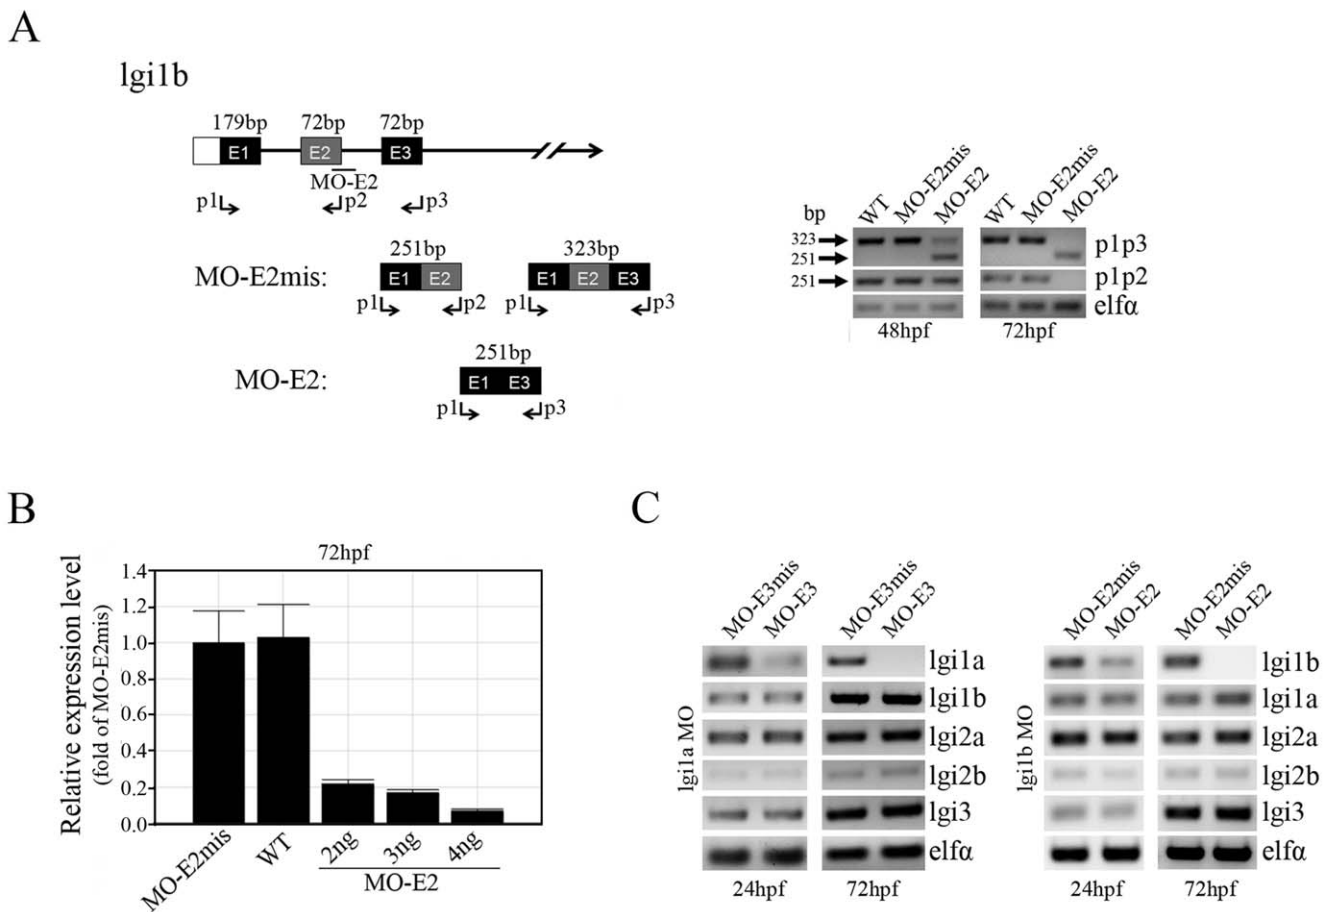 A
lgi1b
179bp 72bp 72bp
E1 E2 E3
MO-E2
p1 p2 p3
251bp 323bp
MO-E2mis: E1 E2 E1 E2 E3
p1 p2 p1 p3
251bp
MO-E2: E1 E3
p1 p3
bp WT MO-E2mis MO-E2 WT MO-E2mis MO-E2
323 p1p3
251
251 p1p2
elfα
48hpf 72hpf
B
72hpf
Relative expression level
(fold of MO-E2mis)
1.4
1.2
1.0
0.8
0.6
0.4
0.2
0.0
MO-E2mis WT 2ng 3ng 4ng
MO-E2
C
MO-E3mis MO-E3 MO-E3mis MO-E3
lgi1a MO
lgi1a
lgi1b
lgi2a
lgi2b
lgi3
elfα
24hpf 72hpf
MO-E2mis MO-E2 MO-E2mis MO-E2
lgi1b MO
lgi1b
lgi1a
lgi2a
lgi2b
lgi3
elfα
24hpf 72hpf